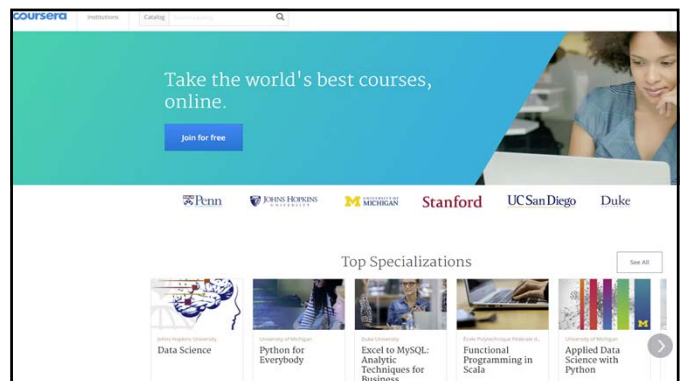 coursera
Institutions
Catalog
Take the world's best courses,
online.
Join for free
Penn
JOHNS HOPKINS
UNIVERSITY
M UNIVERSITY OF
MICHIGAN
Stanford
UC San Diego
Duke
Top Specializations
See All
Johns Hopkins University
Data Science
University of Michigan
Python for
Everybody
Duke University
Excel to MySQL:
Analytic
Techniques for
Business
École Polytechnique Fédérale d...
Functional
Programming in
Scala
M
University of Michigan
Applied Data
Science with
Python